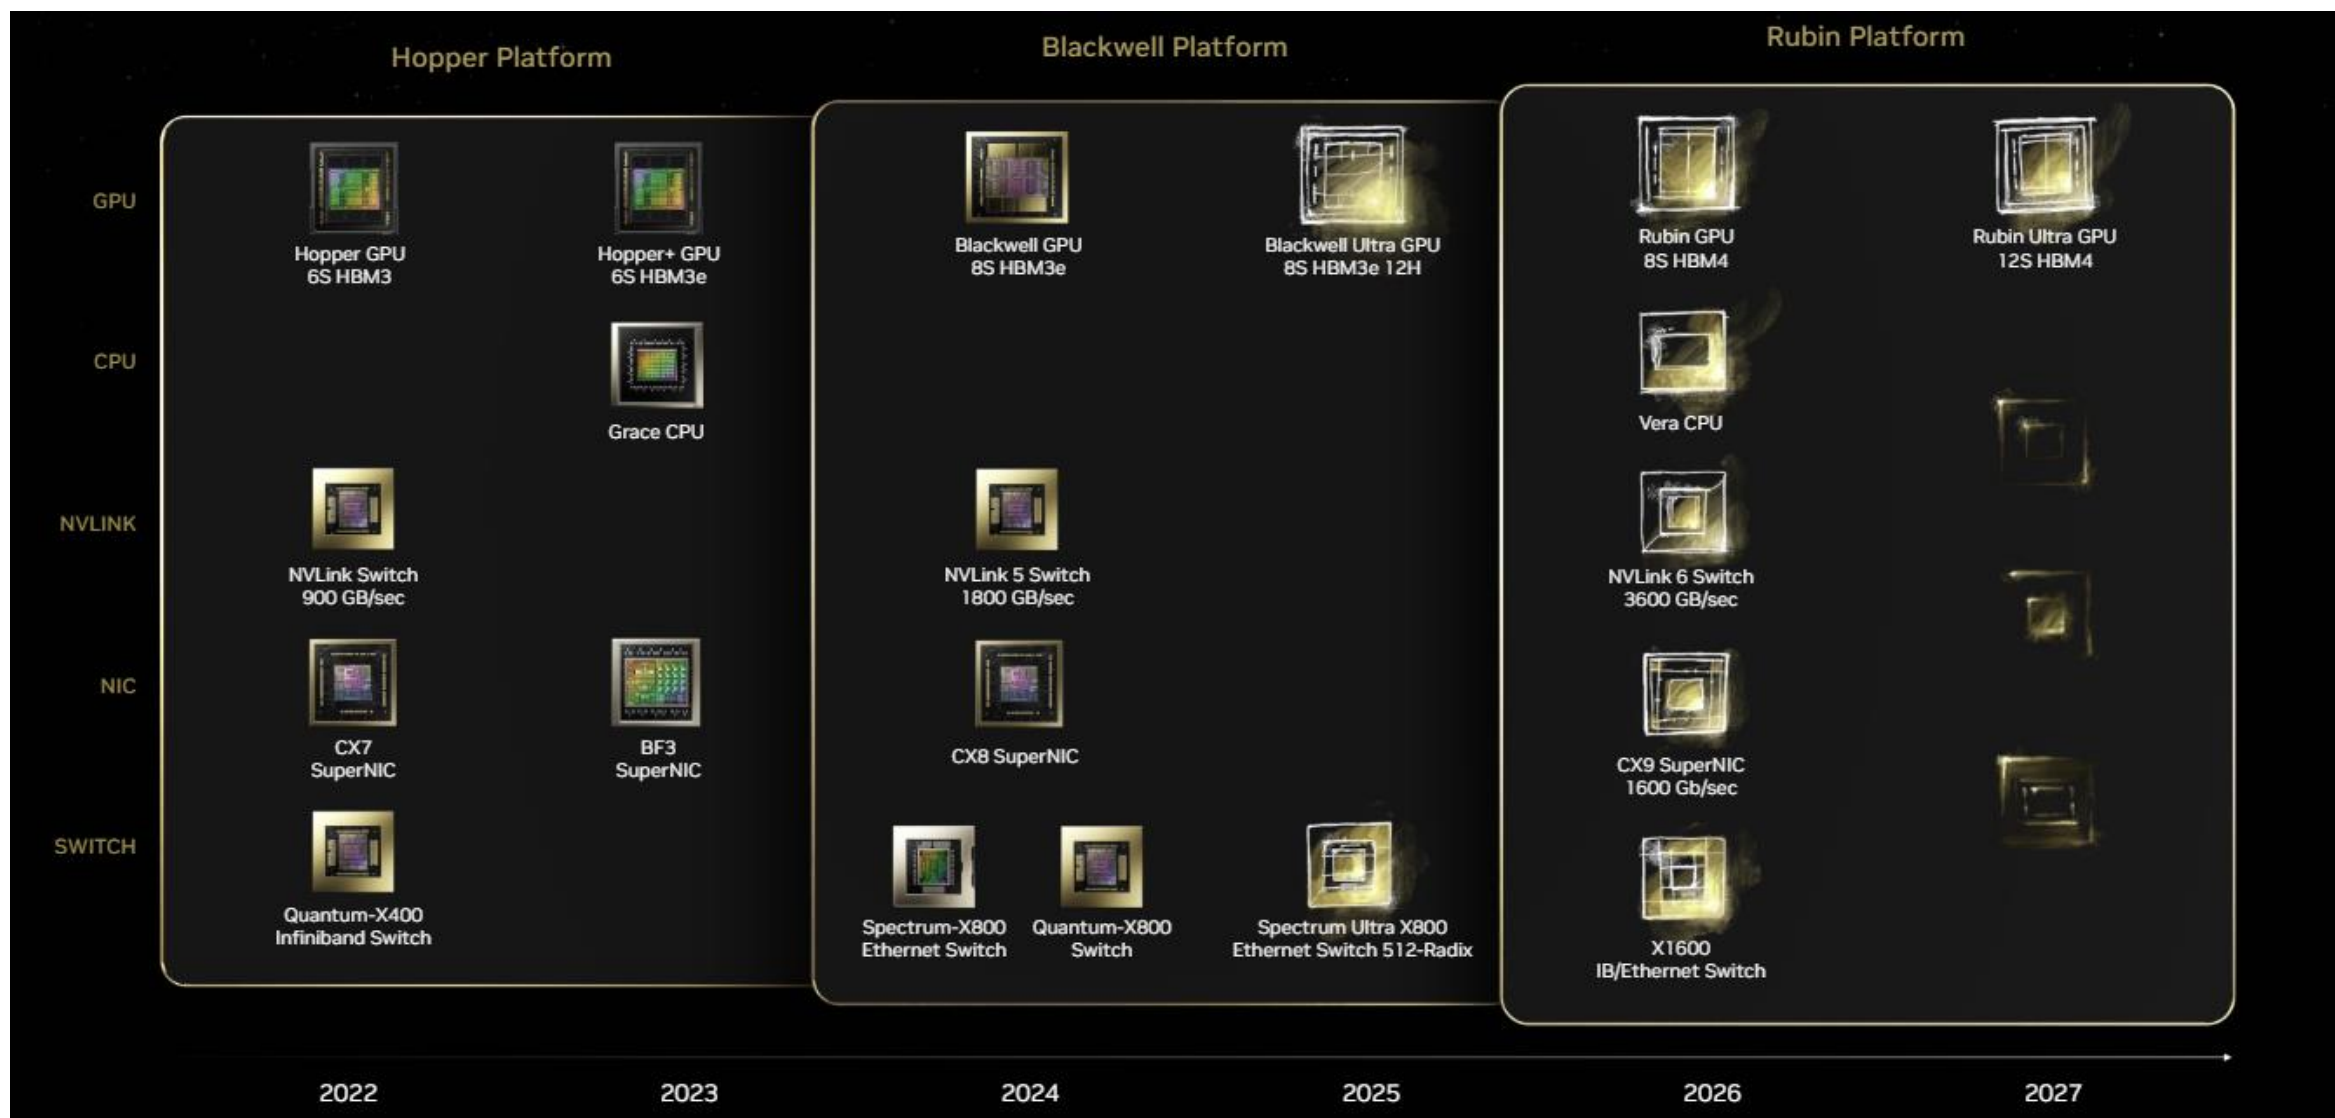 Hopper Platform
Blackwell Platform
Rubin Platform
GPU
Hopper GPU
6S HBM3
Hopper+ GPU
6S HBM3e
Blackwell GPU
8S HBM3e
Blackwell Ultra GPU
8S HBM3e 12H
Rubin GPU
8S HBM4
Rubin Ultra GPU
12S HBM4
CPU
Grace CPU
Vera CPU
NVLINK
NVLink Switch
900 GB/sec
NVLink 5 Switch
1800 GB/sec
NVLink 6 Switch
3600 GB/sec
NIC
CX7
SuperNIC
BF3
SuperNIC
CX8 SuperNIC
CX9 SuperNIC
1600 Gb/sec
SWITCH
Quantum-X400
Infiniband Switch
Spectrum-X800
Ethernet Switch
Quantum-X800
Switch
Spectrum Ultra X800
Ethernet Switch 512-Radix
X1600
IB/Ethernet Switch
2022
2023
2024
2025
2026
2027